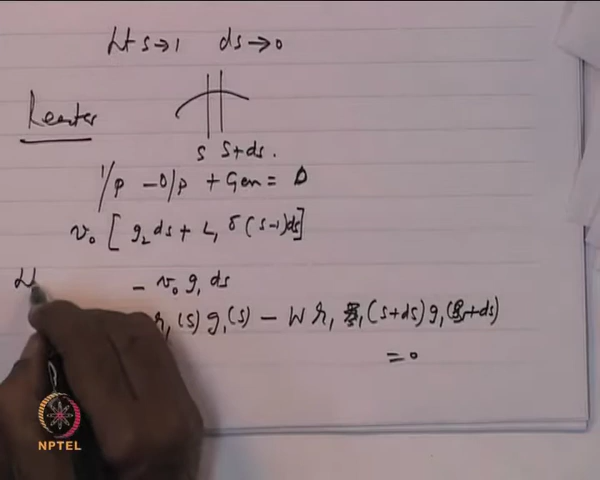 Lt s→1 ds→0
Reactor
s s+ds.
I/p - O/p + Gen = 0
v₀ [ g₂ ds + L₁ δ(s-1)ds]
- v₀ g₁ ds
r₁(s) g₁(s) - W r₁ (s+ds) g₁(s+ds)
= 0
NPTEL